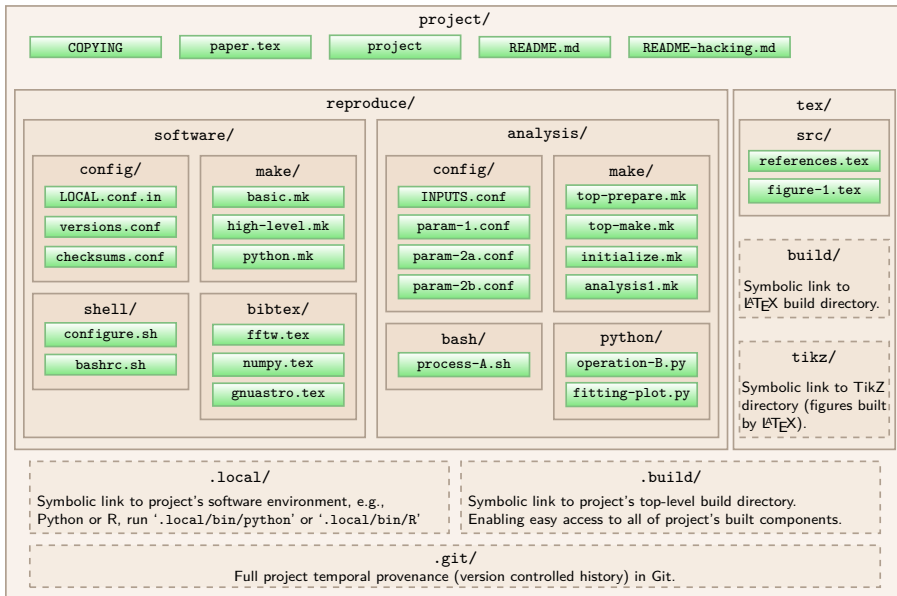 project/
COPYING
paper.tex
project
README.md
README-hacking.md
reproduce/
software/
config/
LOCAL.conf.in
versions.conf
checksums.conf
make/
basic.mk
high-level.mk
python.mk
shell/
configure.sh
bashrc.sh
bibtex/
fftw.tex
numpy.tex
gnuastro.tex
analysis/
config/
INPUTS.conf
param-1.conf
param-2a.conf
param-2b.conf
make/
top-prepare.mk
top-make.mk
initialize.mk
analysis1.mk
bash/
process-A.sh
python/
operation-B.py
fitting-plot.py
tex/
src/
references.tex
figure-1.tex
build/
Symbolic link to
LATEX build directory.
tikz/
Symbolic link to TikZ
directory (figures built
by LATEX).
.local/
Symbolic link to project's software environment, e.g.,
Python or R, run ‘.local/bin/python’ or ‘.local/bin/R’
.build/
Symbolic link to project's top-level build directory.
Enabling easy access to all of project's built components.
.git/
Full project temporal provenance (version controlled history) in Git.